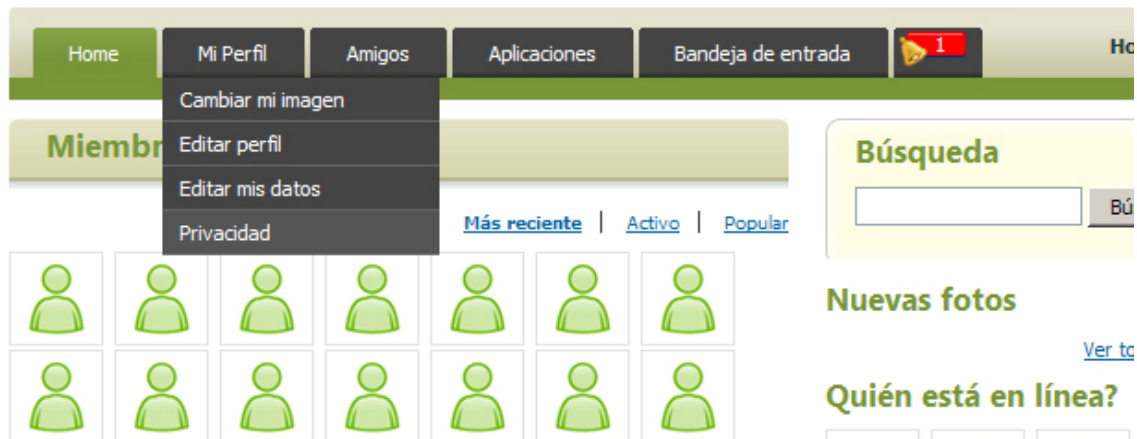 Home Mi Perfil Amigos Aplicaciones Bandeja de entrada 1
Cambiar mi imagen
Editar perfil
Editar mis datos
Privacidad
Más reciente | Activo | Popular
Búsqueda
Nuevas fotos
Quién está en línea?